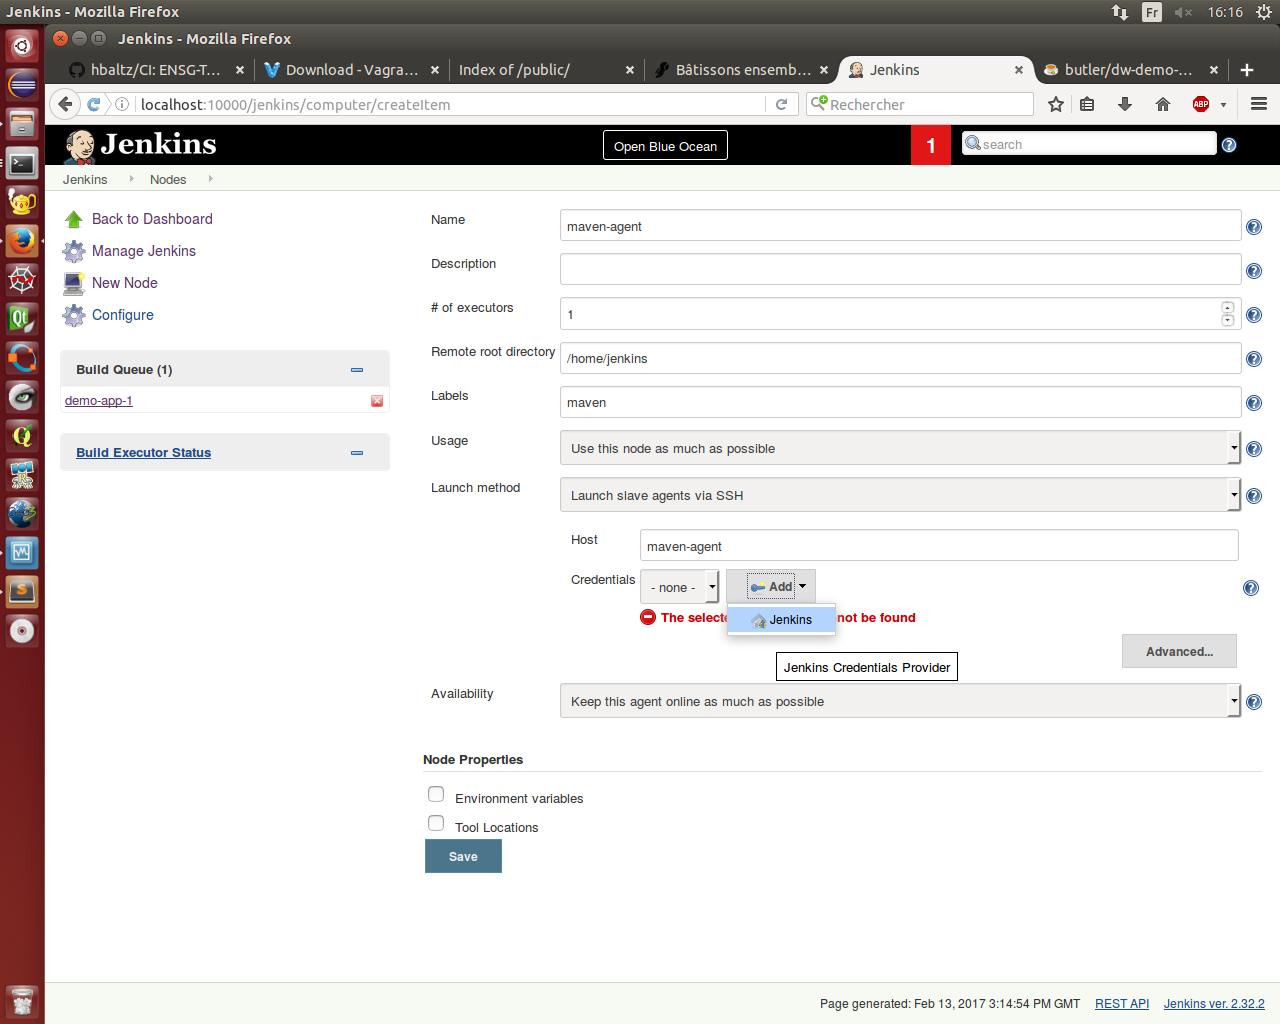 Jenkins - Mozilla Firefox
Fr
16:16
Jenkins - Mozilla Firefox
hbaltz/CI: ENSG-T...
Download - Vagra...
Index of /public/
Bâtissons ensemb...
Jenkins
butler/dw-demo-...
localhost:10000/jenkins/computer/createItem
Rechercher
ABP
Jenkins
Open Blue Ocean
1
search
Jenkins
Nodes
Back to Dashboard
Manage Jenkins
New Node
Configure
Build Queue (1)
demo-app-1
Build Executor Status
Name
maven-agent
Description
# of executors
1
Remote root directory
/home/jenkins
Labels
maven
Usage
Use this node as much as possible
Launch method
Launch slave agents via SSH
Host
maven-agent
Credentials
- none -
Add
Jenkins
The selecte
not be found
Jenkins Credentials Provider
Advanced...
Availability
Keep this agent online as much as possible
Node Properties
Environment variables
Tool Locations
Save
Page generated: Feb 13, 2017 3:14:54 PM GMT
REST API
Jenkins ver. 2.32.2